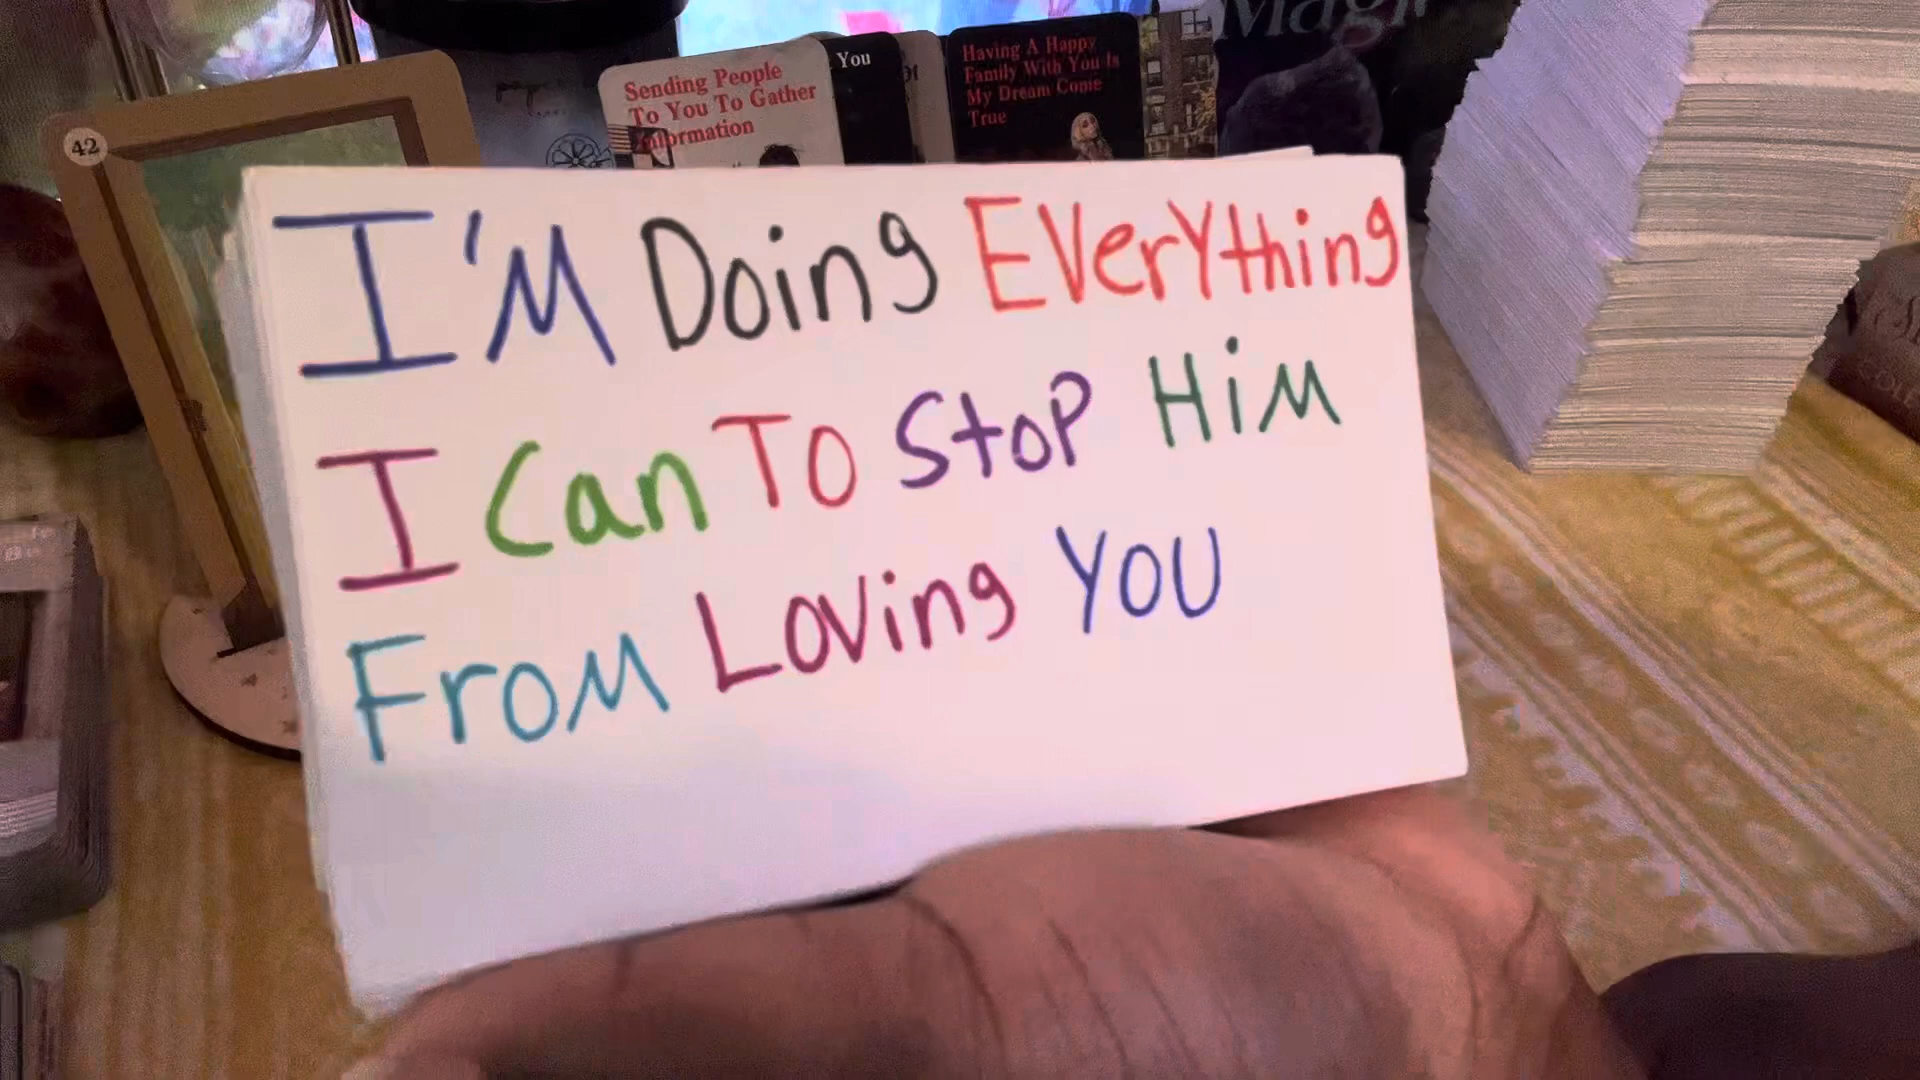 Magic
42
Sending People
To You To Gather
Information
You
Having A Happy
Family With You Is
My Dream Come
True
I'M Doing EVerYthing
I Can To Stop HiM
FroM Loving YOU